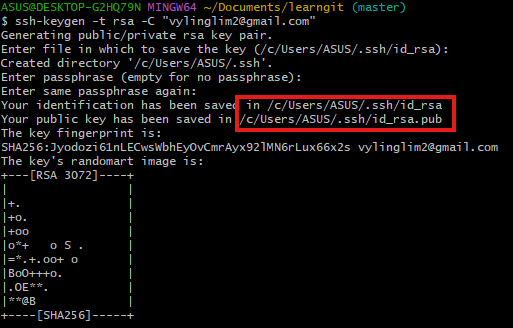 ASUS@DESKTOP-G2HQ79N MINGW64 ~/Documents/learngit (master)
$ ssh-keygen -t rsa -C "vylinglim2@gmail.com"
Generating public/private rsa key pair.
Enter file in which to save the key (/c/Users/ASUS/.ssh/id_rsa):
Created directory '/c/Users/ASUS/.ssh'.
Enter passphrase (empty for no passphrase):
Enter same passphrase again:
Your identification has been saved in /c/Users/ASUS/.ssh/id_rsa
Your public key has been saved in /c/Users/ASUS/.ssh/id_rsa.pub
The key fingerprint is:
SHA256:Jyodozi61nLECwsWbhEyOvCmrAyx92lMN6rLux66x2s vylinglim2@gmail.com
The key's randomart image is:
+---[RSA 3072]----+
|                 |
|+.               |
|+o.              |
|+oo              |
|o*+   o S .      |
|=*.+.oo+ o       |
|BoO+++o.         |
|.OE**.           |
|**@B             |
+----[SHA256]-----+